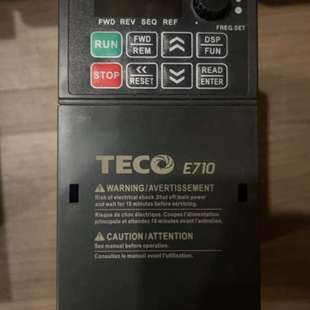 FWD REV SEQ REF
FREQ.SET
RUN
FWD
REM
DSP
FUN
STOP
<<
RESET
READ
ENTER
TECO E710
WARNING/AVERTISSEMENT
Risk of electrical shock. Shut off main power
and wait for 10 minutes before servicing.
Risque de choc électrique. Coupez l'alimentation
principale et attendez 10 minutes avant d'entretien.
CAUTION/ATTENTION
See manual before operation.
Consultez le manuel avant l'utilisation.